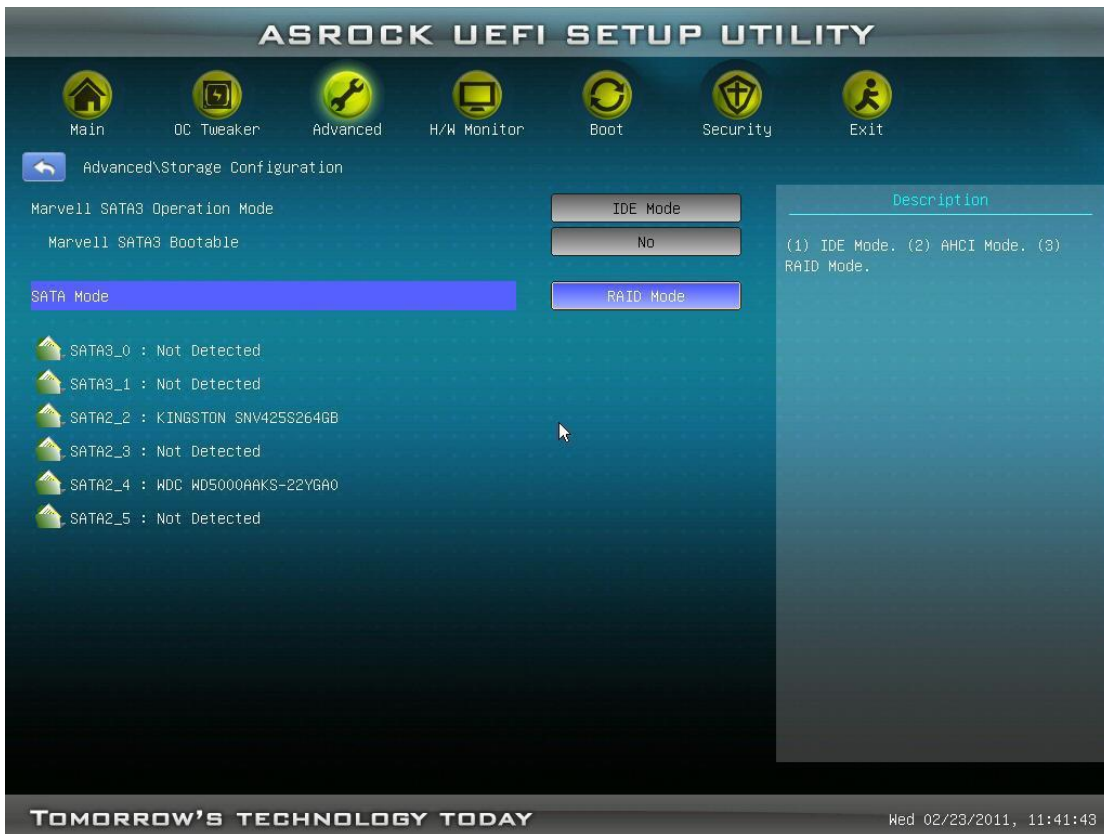 ASROCK UEFI SETUP UTILITY
Main OC Tweaker Advanced H/W Monitor Boot Security Exit
Advanced\Storage Configuration
Marvell SATA3 Operation Mode IDE Mode
Marvell SATA3 Bootable No
SATA Mode RAID Mode
SATA3_0 : Not Detected
SATA3_1 : Not Detected
SATA2_2 : KINGSTON SNV425S264GB
SATA2_3 : Not Detected
SATA2_4 : WDC WD5000AAKS-22YGA0
SATA2_5 : Not Detected
Description
(1) IDE Mode. (2) AHCI Mode. (3)
RAID Mode.
TOMORROW'S TECHNOLOGY TODAY
Wed 02/23/2011, 11:41:43